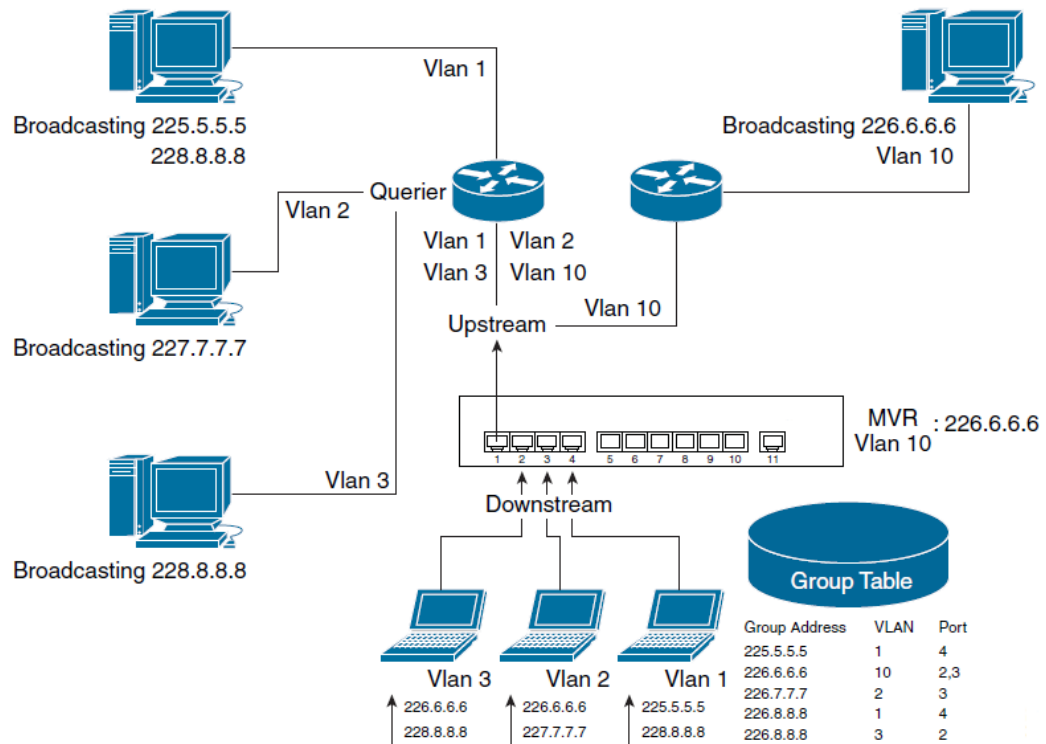 Vlan 1
Broadcasting 225.5.5.5
228.8.8.8
Broadcasting 226.6.6.6
Vlan 10
Querier
Vlan 2
Vlan 1 Vlan 2
Vlan 3 Vlan 10
Vlan 10
Upstream
Broadcasting 227.7.7.7
MVR : 226.6.6.6
Vlan 10
1 2 3 4 5 6 7 8 9 10 11
Vlan 3
Downstream
Broadcasting 228.8.8.8
Group Table
Group Address VLAN Port
225.5.5.5 1 4
226.6.6.6 10 2,3
226.7.7.7 2 3
226.8.8.8 1 4
226.8.8.8 3 2
Vlan 3
226.6.6.6
228.8.8.8
Vlan 2
226.6.6.6
227.7.7.7
Vlan 1
225.5.5.5
228.8.8.8